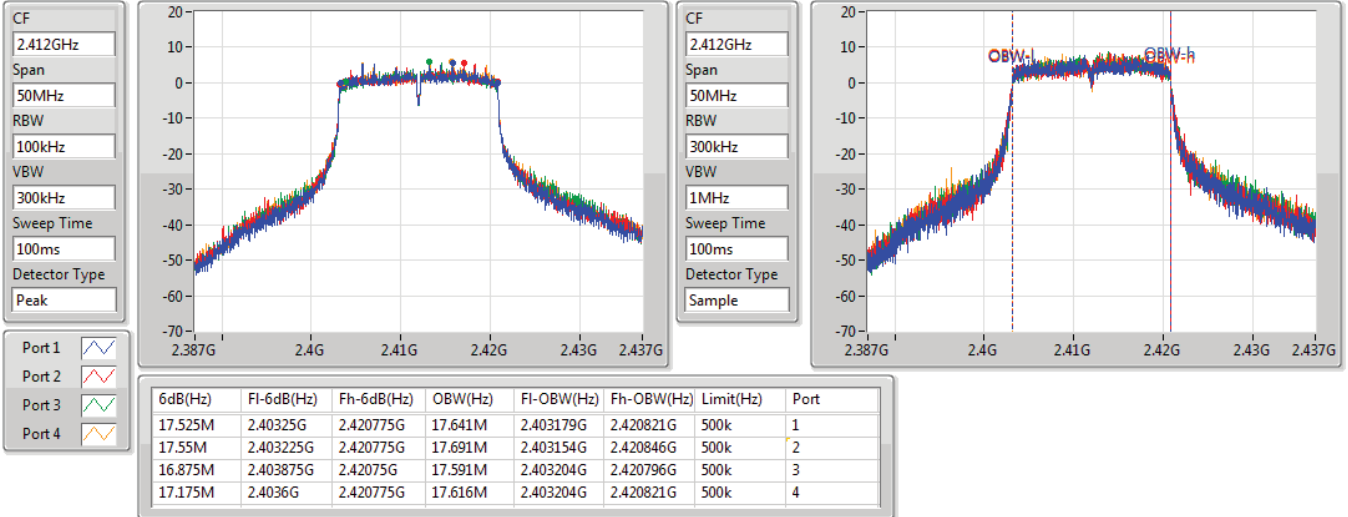 CF
2.412GHz
Span
50MHz
RBW
100kHz
VBW
300kHz
Sweep Time
100ms
Detector Type
Peak
20
10
0
-10
-20
-30
-40
-50
-60
-70
2.387G 2.4G 2.41G 2.42G 2.43G 2.437G
CF
2.412GHz
Span
50MHz
RBW
300kHz
VBW
1MHz
Sweep Time
100ms
Detector Type
Sample
20
10
0
-10
-20
-30
-40
-50
-60
-70
OBW-l OBW-h
2.387G 2.4G 2.41G 2.42G 2.43G 2.437G
Port 1
Port 2
Port 3
Port 4
6dB(Hz) Fl-6dB(Hz) Fh-6dB(Hz) OBW(Hz) Fl-OBW(Hz) Fh-OBW(Hz) Limit(Hz) Port
17.525M 2.40325G 2.420775G 17.641M 2.403179G 2.420821G 500k 1
17.55M 2.403225G 2.420775G 17.691M 2.403154G 2.420846G 500k 2
16.875M 2.403875G 2.42075G 17.591M 2.403204G 2.420796G 500k 3
17.175M 2.4036G 2.420775G 17.616M 2.403204G 2.420821G 500k 4